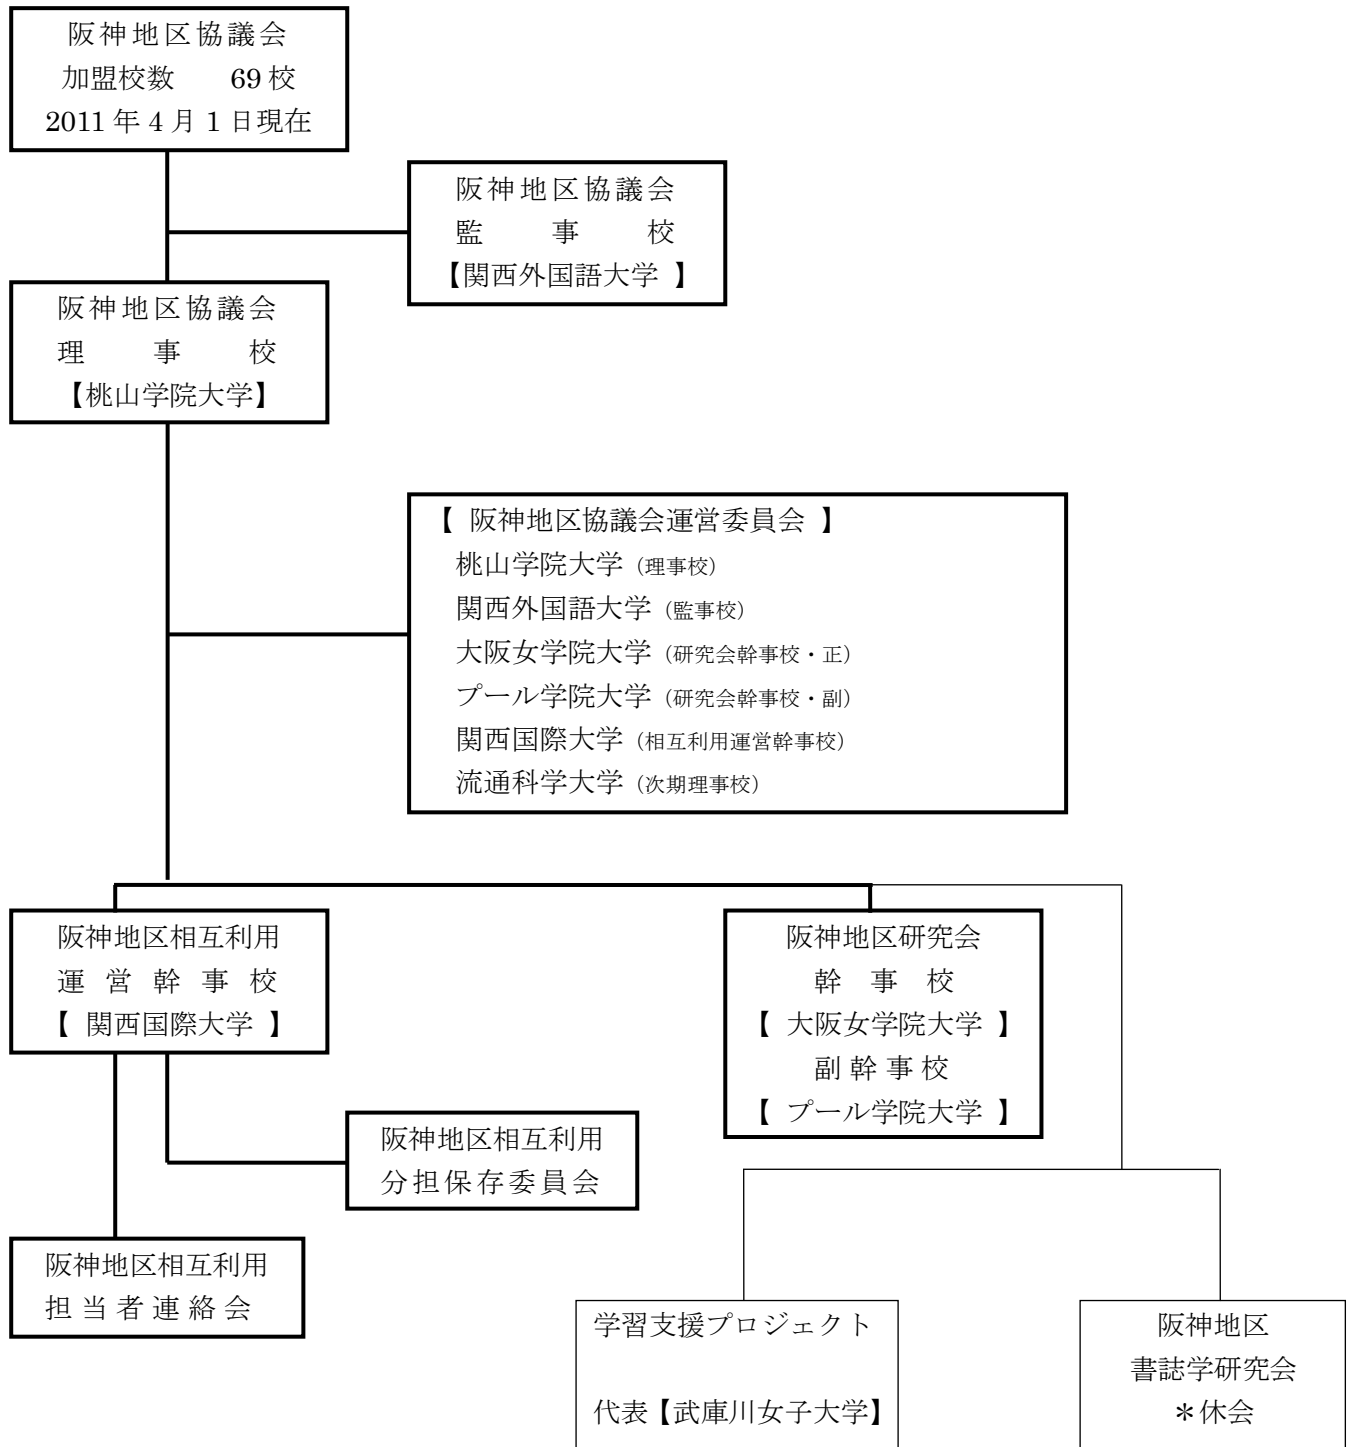 阪神地区協議会
加盟校数 69校
2011年4月1日現在
阪神地区協議会
監事校
【関西外国語大学 】
阪神地区協議会
理事校
【桃山学院大学】
【 阪神地区協議会運営委員会 】
桃山学院大学（理事校）
関西外国語大学（監事校）
大阪女学院大学（研究会幹事校・正）
プール学院大学（研究会幹事校・副）
関西国際大学（相互利用運営幹事校）
流通科学大学（次期理事校）
阪神地区相互利用
運営幹事校
【 関西国際大学 】
阪神地区研究会
幹事校
【 大阪女学院大学 】
副幹事校
【 プール学院大学 】
阪神地区相互利用
分担保存委員会
阪神地区相互利用
担当者連絡会
学習支援プロジェクト
代表【武庫川女子大学】
阪神地区
書誌学研究会
＊休会